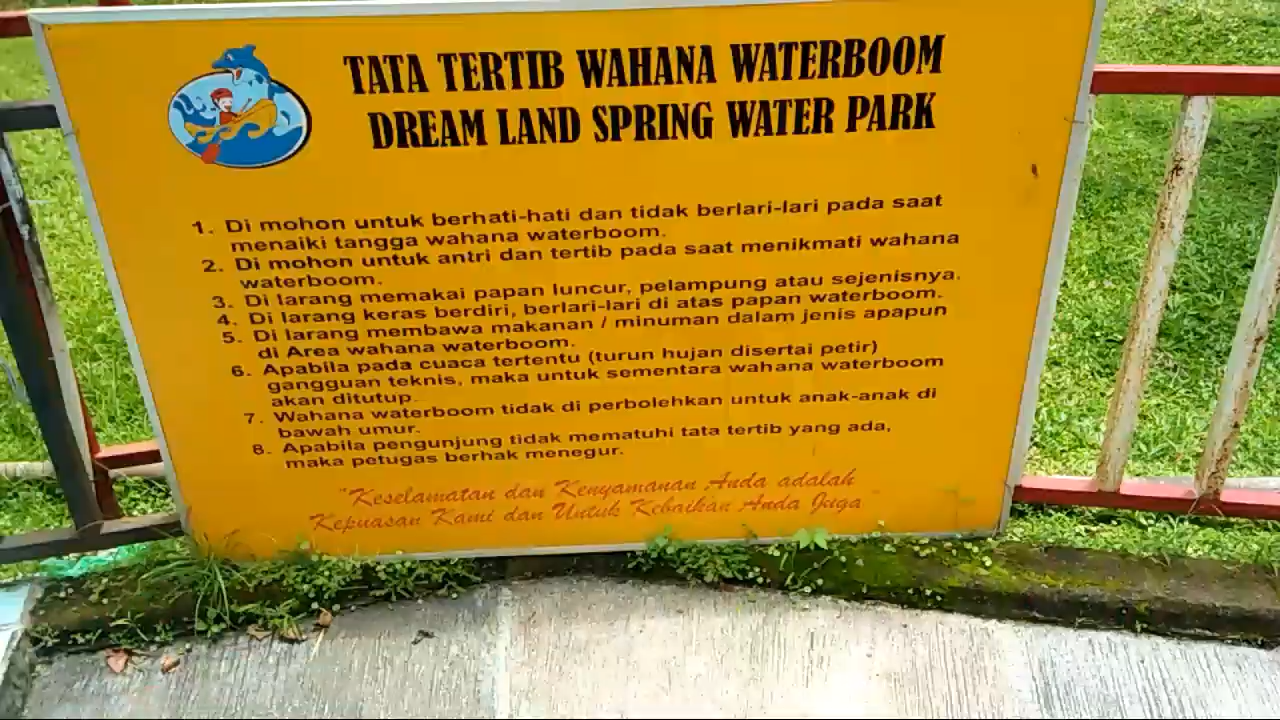 TATA TERTIB WAHANA WATERBOOM
DREAM LAND SPRING WATER PARK
1. Di mohon untuk berhati-hati dan tidak berlari-lari pada saat
menaiki tangga wahana waterboom.
2. Di mohon untuk antri dan tertib pada saat menikmati wahana
waterboom.
3. Di larang memakai papan luncur, pelampung atau sejenisnya.
4. Di larang keras berdiri, berlari-lari di atas papan waterboom.
5. Di larang membawa makanan / minuman dalam jenis apapun
di Area wahana waterboom.
6. Apabila pada cuaca tertentu (turun hujan disertai petir)
gangguan teknis, maka untuk sementara wahana waterboom
akan ditutup.
7. Wahana waterboom tidak di perbolehkan untuk anak-anak di
bawah umur.
8. Apabila pengunjung tidak mematuhi tata tertib yang ada,
maka petugas berhak menegur.
"Keselamatan dan Kenyamanan Anda adalah
Kepuasan Kami dan Untuk Kebaikan Anda Juga"